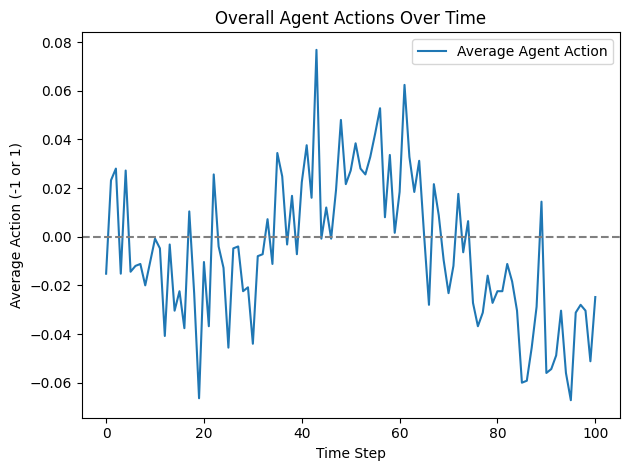 Overall Agent Actions Over Time
Average Agent Action
Average Action (-1 or 1)
0.08
0.06
0.04
0.02
0.00
−0.02
−0.04
−0.06
0 20 40 60 80 100
Time Step